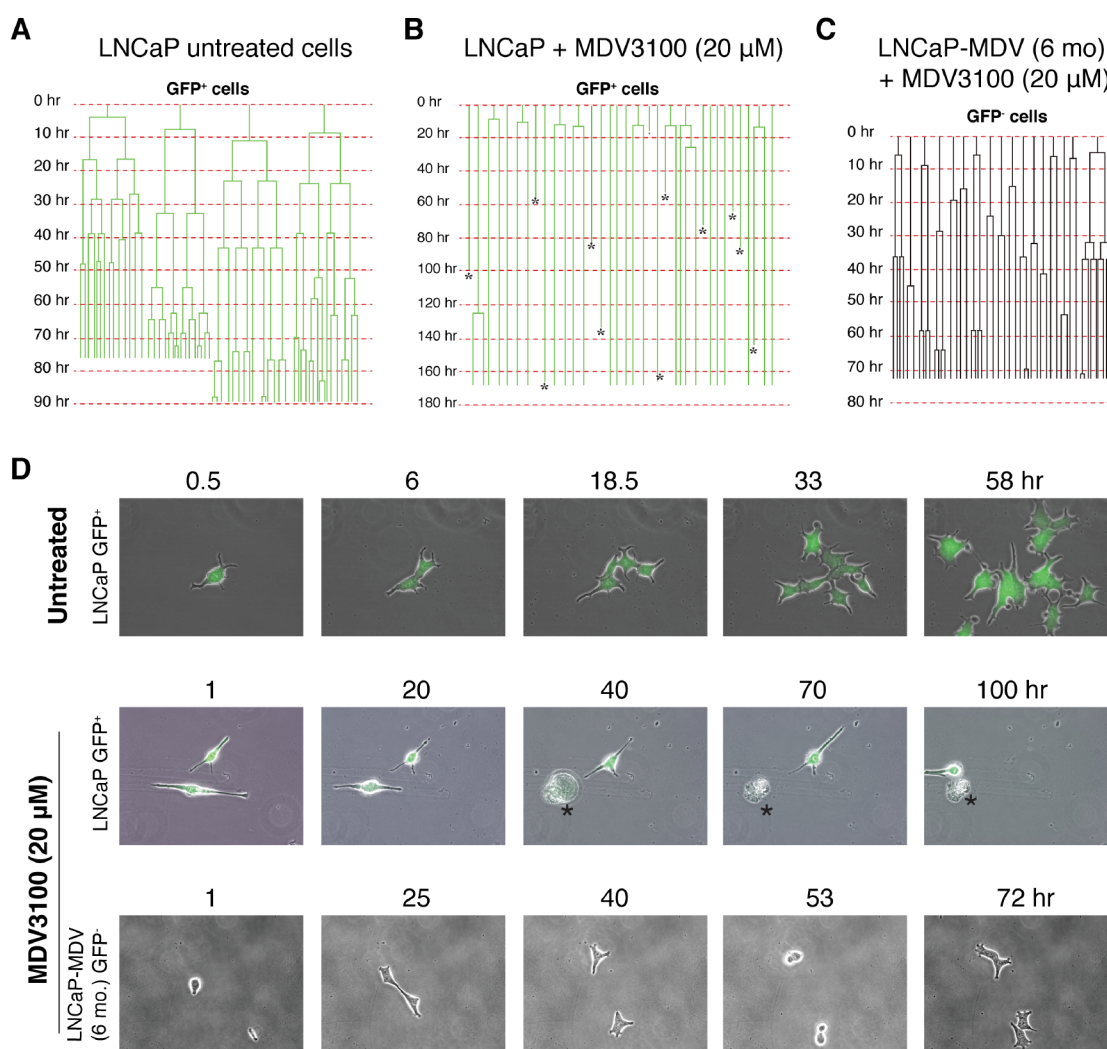 A
LNCaP untreated cells
GFP⁺ cells
0 hr
10 hr
20 hr
30 hr
40 hr
50 hr
60 hr
70 hr
80 hr
90 hr
B
LNCaP + MDV3100 (20 µM)
GFP⁺ cells
0 hr
20 hr
40 hr
60 hr
80 hr
100 hr
120 hr
140 hr
160 hr
180 hr
* * * * * * * * * * * *
C
LNCaP-MDV (6 mo)
+ MDV3100 (20 µM)
GFP⁻ cells
0 hr
10 hr
20 hr
30 hr
40 hr
50 hr
60 hr
70 hr
80 hr
D
0.5 6 18.5 33 58 hr
Untreated
LNCaP GFP⁺
MDV3100 (20 µM)
1 20 40 70 100 hr
LNCaP GFP⁺
* * *
1 25 40 53 72 hr
LNCaP-MDV
(6 mo.) GFP⁻